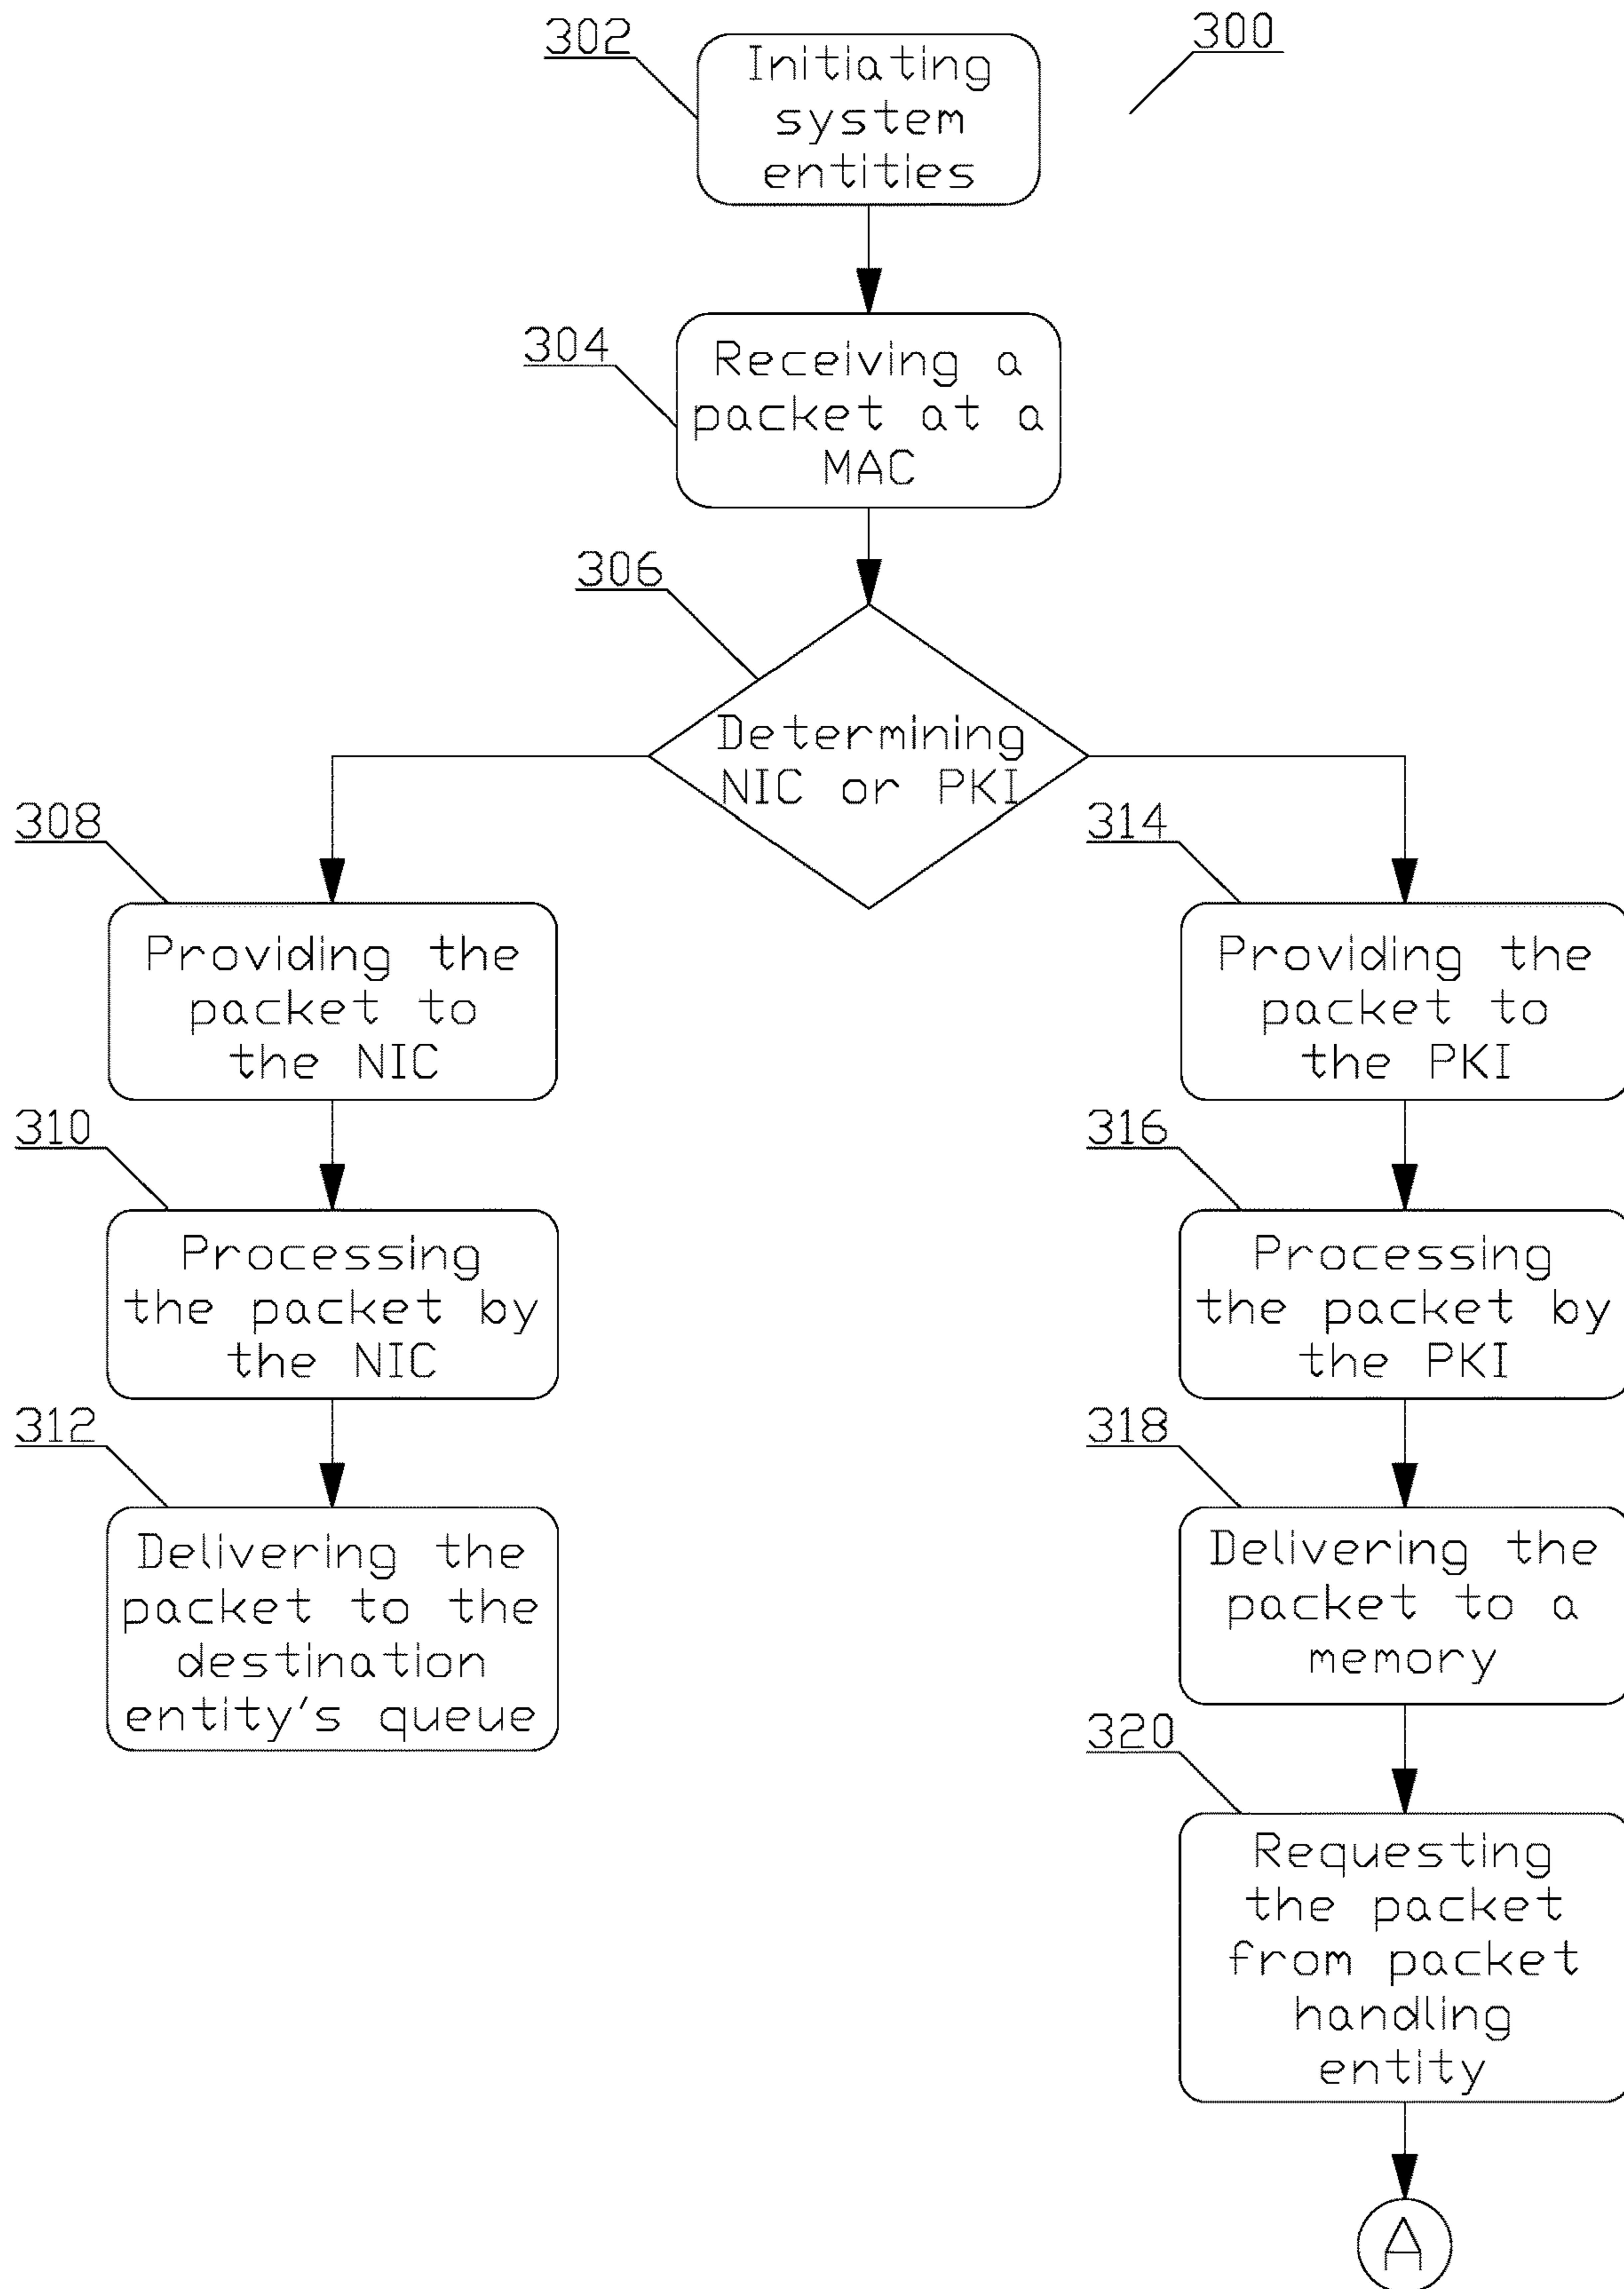 302
300
Initiating
system
entities
304
Receiving a
packet at a
MAC
306
Determining
NIC or PKI
308
Providing the
packet to
the NIC
310
Processing
the packet by
the NIC
312
Delivering the
packet to the
destination
entity's queue
314
Providing the
packet to
the PKI
316
Processing
the packet by
the PKI
318
Delivering the
packet to a
memory
320
Requesting
the packet
from packet
handling
entity
A